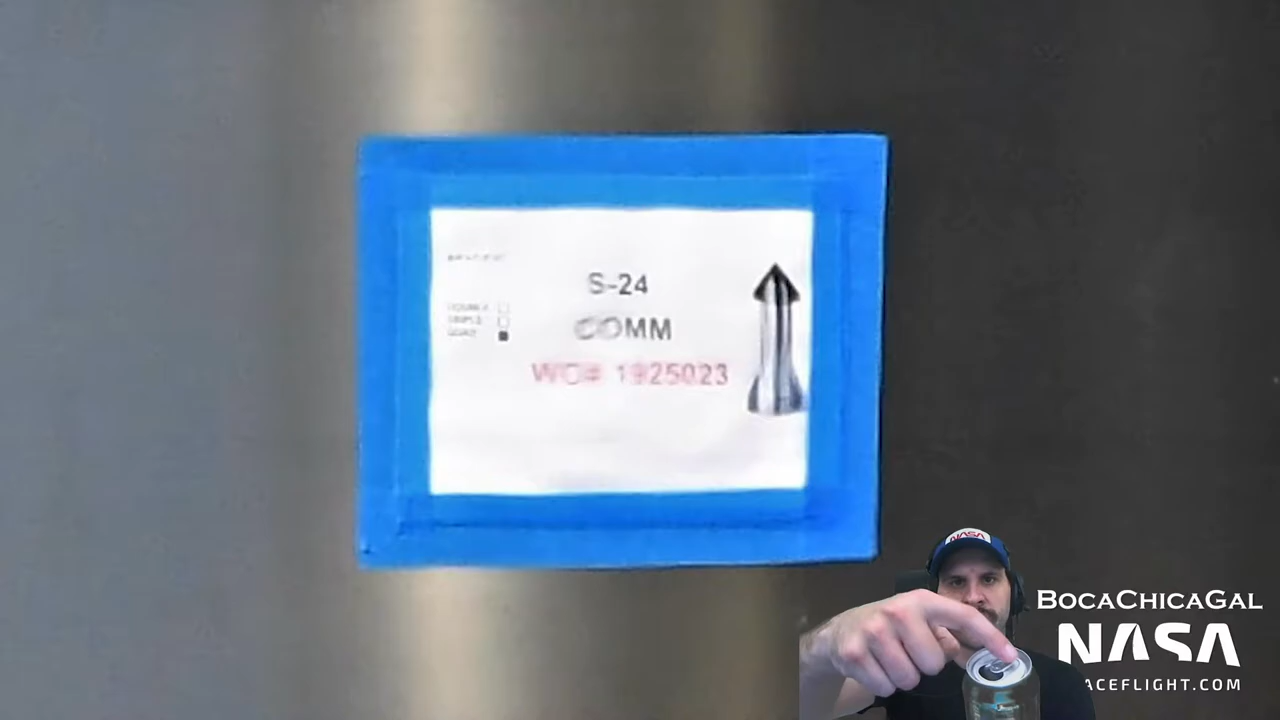 S-24
COMM
WO# 1925023
NASA
BOCACHICAGAL
NASA
ACEFLIGHT.COM